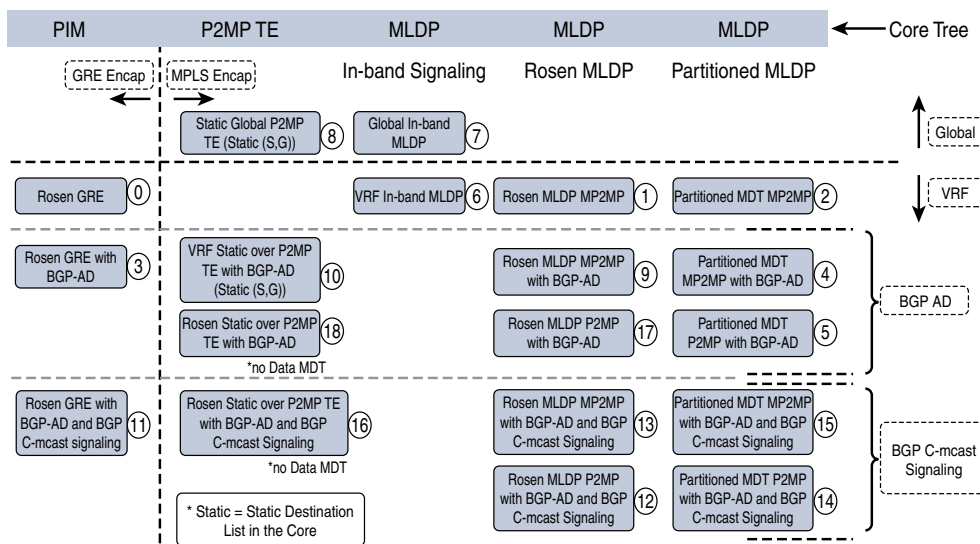 PIM P2MP TE MLDP MLDP MLDP Core Tree
GRE Encap MPLS Encap In-band Signaling Rosen MLDP Partitioned MLDP
Static Global P2MP
TE (Static (S,G))
8
Global In-band
MLDP
7
Global
Rosen GRE
0
VRF In-band MLDP
6
Rosen MLDP MP2MP
1
Partitioned MDT MP2MP
2
VRF
Rosen GRE with
BGP-AD
3
VRF Static over P2MP
TE with BGP-AD
(Static (S,G))
10
Rosen MLDP MP2MP
with BGP-AD
9
Partitioned MDT
MP2MP with BGP-AD
4
BGP AD
Rosen Static over P2MP
TE with BGP-AD
18
*no Data MDT
Rosen MLDP P2MP
with BGP-AD
17
Partitioned MDT
P2MP with BGP-AD
5
Rosen GRE with
BGP-AD and BGP
C-mcast signaling
11
Rosen Static over P2MP TE
with BGP-AD and BGP
C-mcast Signaling
16
*no Data MDT
Rosen MLDP MP2MP
with BGP-AD and BGP
C-mcast Signaling
13
Partitioned MDT MP2MP
with BGP-AD and BGP
C-mcast Signaling
15
BGP C-mcast
Signaling
Rosen MLDP P2MP
with BGP-AD and BGP
C-mcast Signaling
12
Partitioned MDT P2MP
with BGP-AD and BGP
C-mcast Signaling
14
* Static = Static Destination
List in the Core